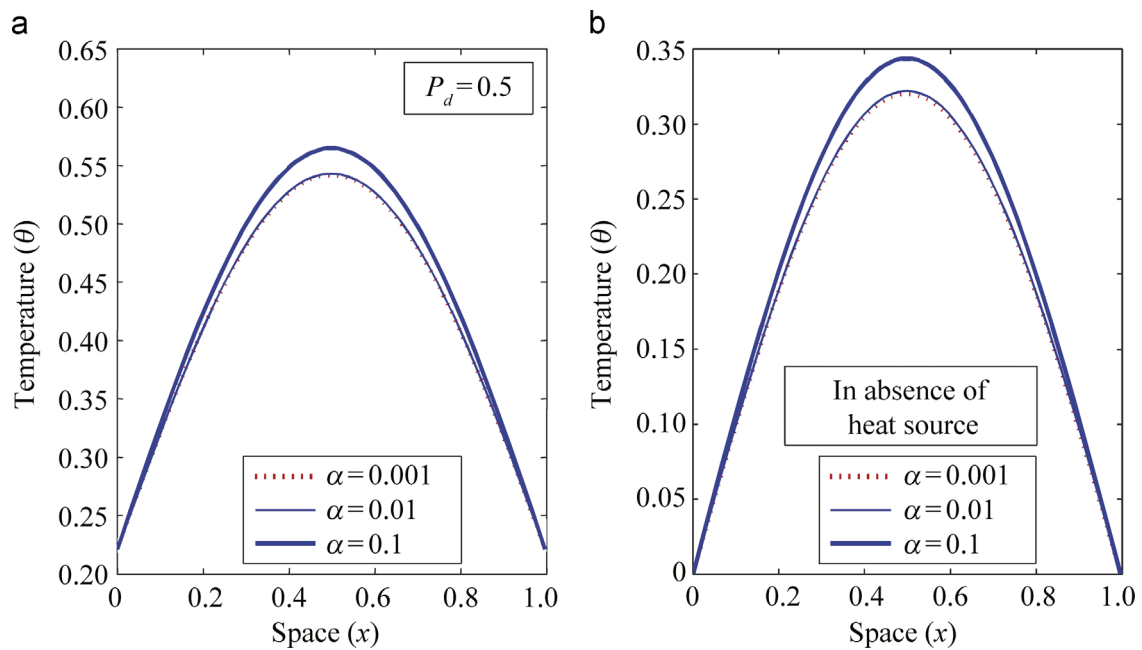 a
0.65
0.60
0.55
0.50
0.45
0.40
0.35
0.30
0.25
0.20
Temperature (θ)
P_d=0.5
α=0.001
α=0.01
α=0.1
0
0.2
0.4
0.6
0.8
1.0
Space (x)
b
0.35
0.30
0.25
0.20
0.15
0.10
0.05
0
Temperature (θ)
In absence of
heat source
α=0.001
α=0.01
α=0.1
0
0.2
0.4
0.6
0.8
1.0
Space (x)